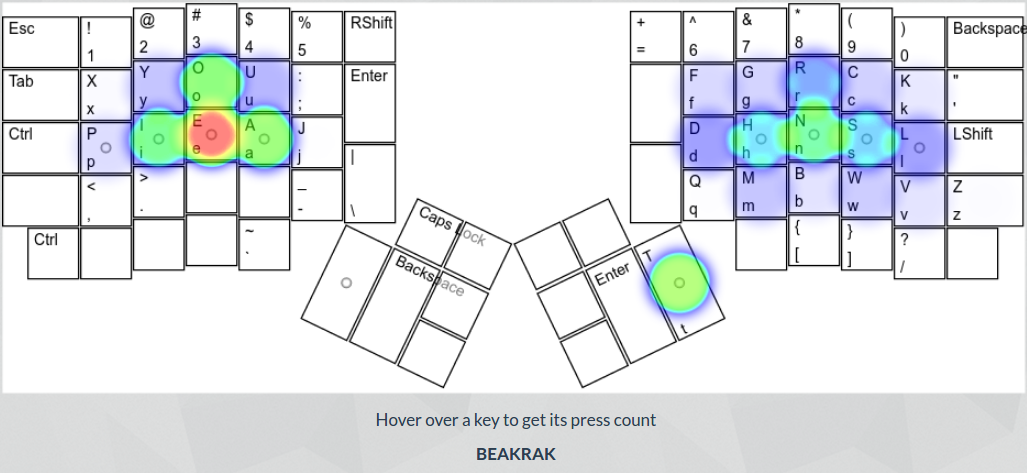 Esc ! 1 @ 2 # 3 $ 4 % 5 RShift + = ^ 6 & 7 * 8 ( 9 ) 0 Backspace
Tab X x Y y O o U u : ; Enter F f G g R r C c K k " '
Ctrl P p I i E e A a J j | \ D d H h N n S s L l LShift
< , > . _ - Q q M m B b W w V v Z z
Ctrl ~ ` { [ } ] ? /
Caps Lock
Backspace
Enter T t
Hover over a key to get its press count
BEAKRAK